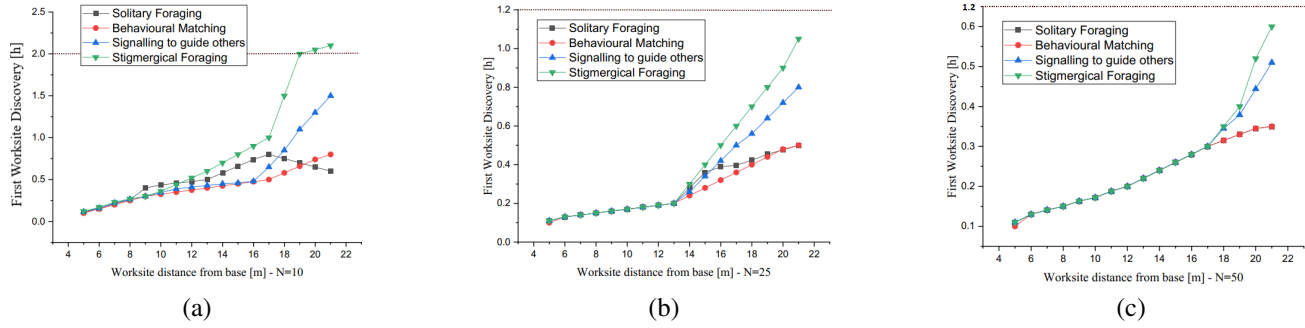 Solitary Foraging
Behavioural Matching
Signalling to guide others
Stigmergical Foraging
First Worksite Discovery [h]
2.5
2.0
1.5
1.0
0.5
0.0
4 6 8 10 12 14 16 18 20 22
Worksite distance from base [m] - N=10
(a)
Solitary Foraging
Behavioural Matching
Signalling to guide others
Stigmergical Foraging
First Worksite Discovery [h]
1.2
1.0
0.8
0.6
0.4
0.2
0.0
4 6 8 10 12 14 16 18 20 22
Worksite distance from base [m] - N=25
(b)
Solitary Foraging
Behavioural Matching
Signalling to guide others
Stigmergical Foraging
First Worksite Discovery [h]
1.2
0.6
0.4
0.3
0.2
0.1
4 6 8 10 12 14 16 18 20 22
Worksite distance from base [m] - N=50
(c)